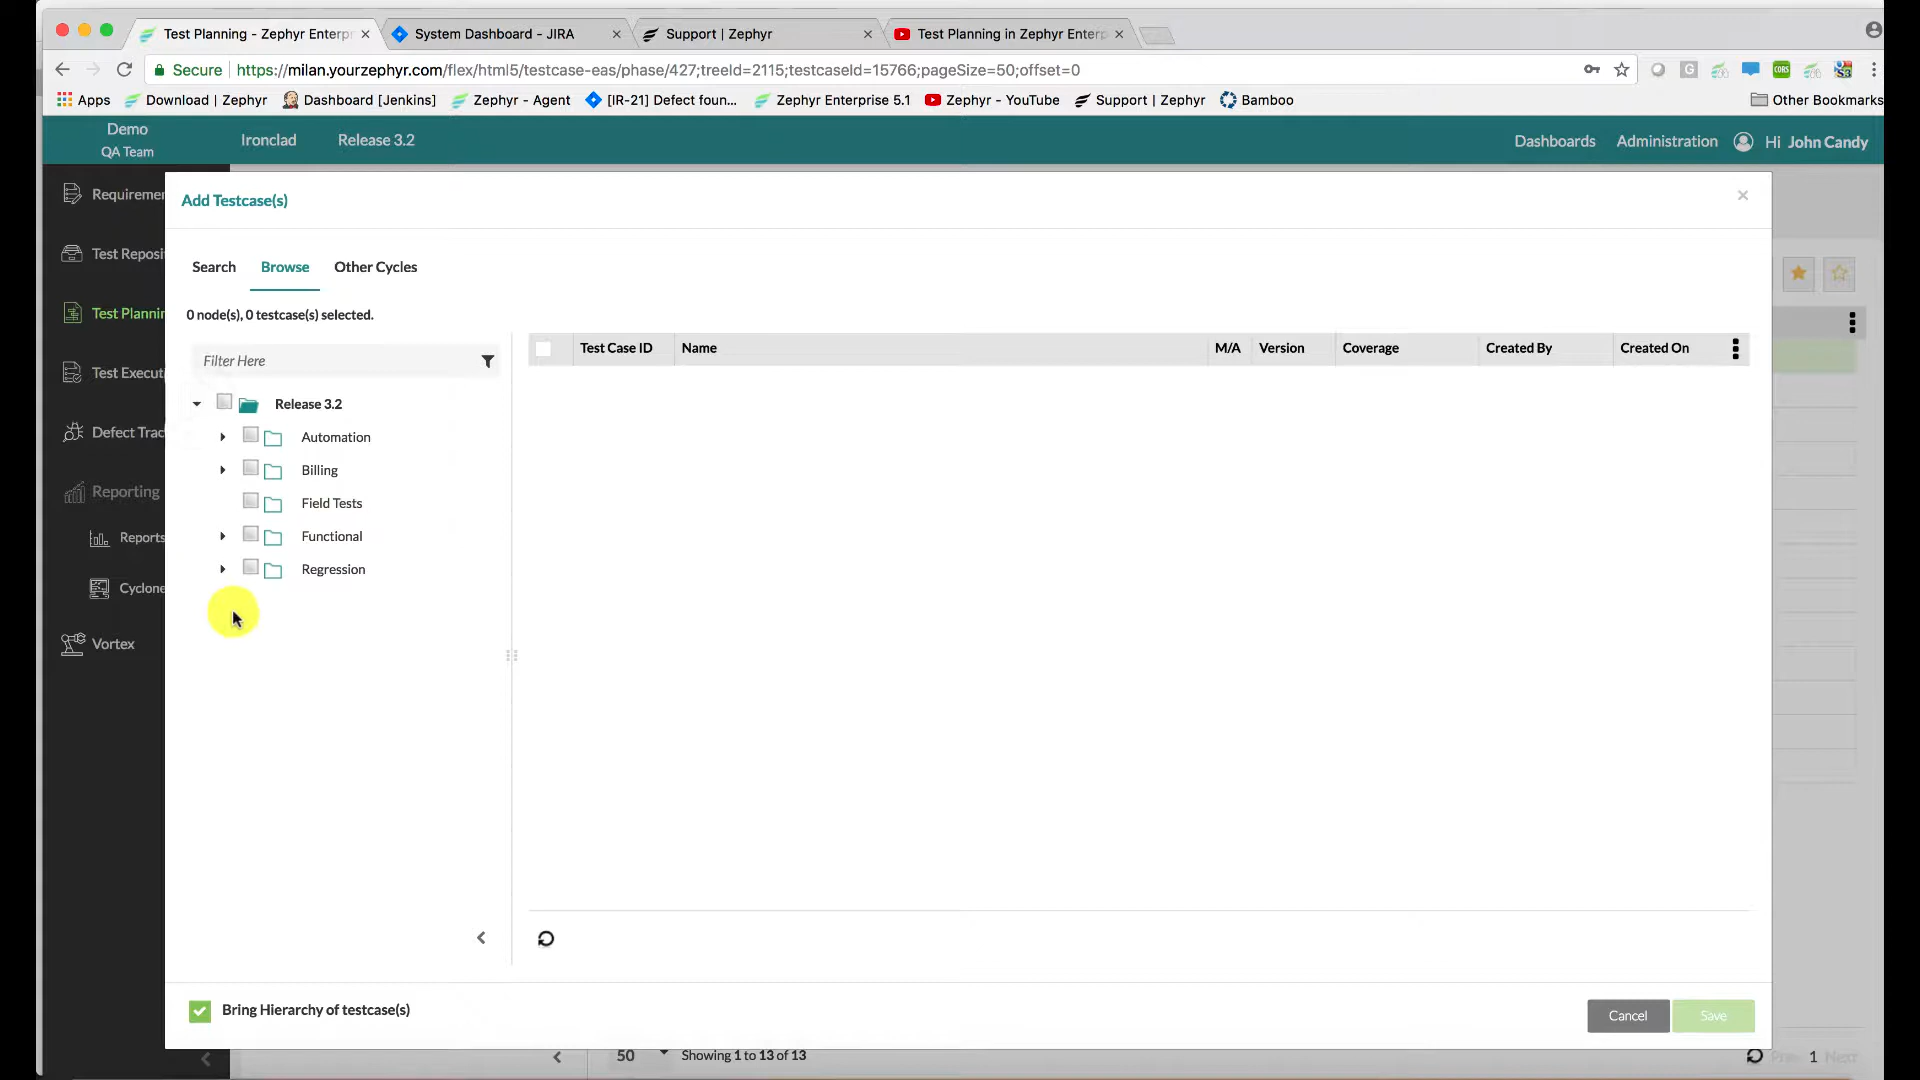 Test Planning - Zephyr Enterp
System Dashboard - JIRA
Support | Zephyr
Test Planning in Zephyr Enterp
Secure
https://milan.yourzephyr.com/flex/html5/testcase-eas/phase/427;treeId=2115;testcaseId=15766;pageSize=50;offset=0
Apps
Download | Zephyr
Dashboard [Jenkins]
Zephyr - Agent
[IR-21] Defect foun...
Zephyr Enterprise 5.1
Zephyr - YouTube
Support | Zephyr
Bamboo
Other Bookmarks
Demo
QA Team
Ironclad
Release 3.2
Dashboards
Administration
Hi John Candy
Requiremen
Test Reposi
Test Plannin
Test Executi
Defect Trac
Reporting
Reports
Cyclone
Vortex
Add Testcase(s)
Search
Browse
Other Cycles
0 node(s), 0 testcase(s) selected.
Filter Here
Release 3.2
Automation
Billing
Field Tests
Functional
Regression
Test Case ID
Name
M/A
Version
Coverage
Created By
Created On
Bring Hierarchy of testcase(s)
Cancel
Save
50
Showing 1 to 13 of 13
Prev
1
Next